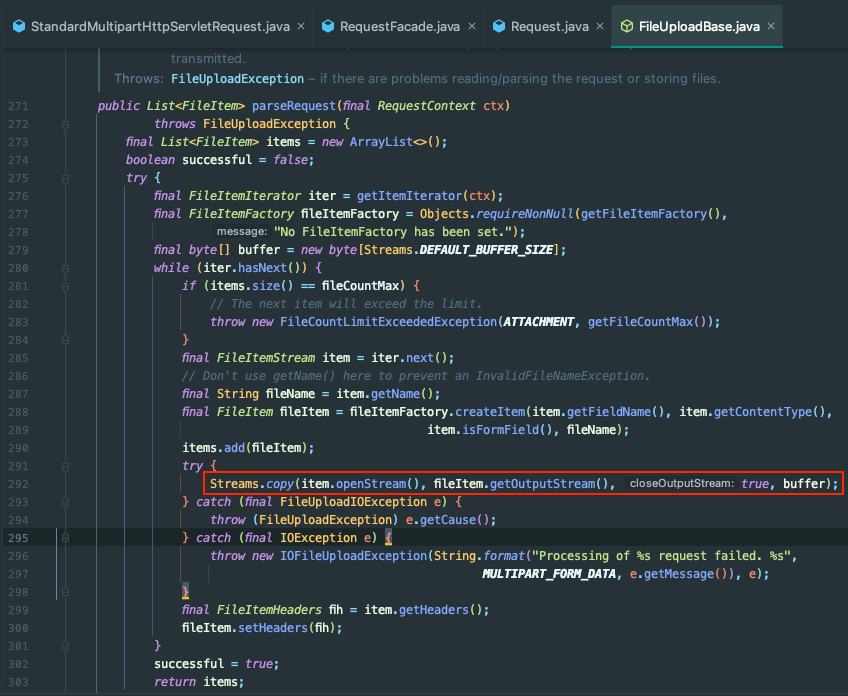 StandardMultipartHttpServletRequest.java ×
RequestFacade.java ×
Request.java ×
FileUploadBase.java ×
transmitted.
Throws: FileUploadException – if there are problems reading/parsing the request or storing files.
271 public List<FileItem> parseRequest(final RequestContext ctx)
272 throws FileUploadException {
273 final List<FileItem> items = new ArrayList<>();
274 boolean successful = false;
275 try {
276 final FileItemIterator iter = getItemIterator(ctx);
277 final FileItemFactory fileItemFactory = Objects.requireNonNull(getFileItemFactory(),
278 message: "No FileItemFactory has been set.");
279 final byte[] buffer = new byte[Streams.DEFAULT_BUFFER_SIZE];
280 while (iter.hasNext()) {
281 if (items.size() == fileCountMax) {
282 // The next item will exceed the limit.
283 throw new FileCountLimitExceededException(ATTACHMENT, getFileCountMax());
284 }
285 final FileItemStream item = iter.next();
286 // Don't use getName() here to prevent an InvalidFileNameException.
287 final String fileName = item.getName();
288 final FileItem fileItem = fileItemFactory.createItem(item.getFieldName(), item.getContentType(),
289 item.isFormField(), fileName);
290 items.add(fileItem);
291 try {
292 Streams.copy(item.openStream(), fileItem.getOutputStream(), closeOutputStream: true, buffer);
293 } catch (final FileUploadIOException e) {
294 throw (FileUploadException) e.getCause();
295 } catch (final IOException e) {
296 throw new IOFileUploadException(String.format("Processing of %s request failed. %s",
297 MULTIPART_FORM_DATA, e.getMessage()), e);
298 }
299 final FileItemHeaders fih = item.getHeaders();
300 fileItem.setHeaders(fih);
301 }
302 successful = true;
303 return items;